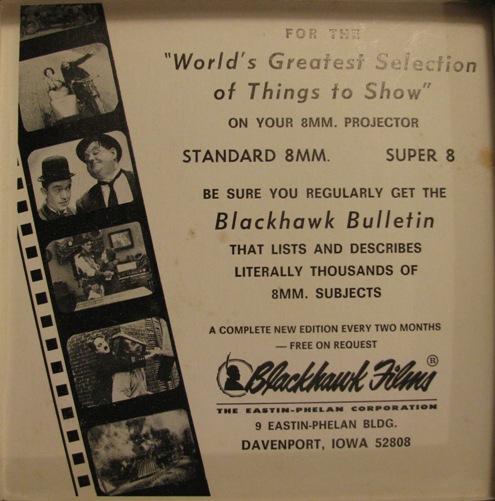 FOR THE
"World's Greatest Selection
of Things to Show"
ON YOUR 8MM. PROJECTOR
STANDARD 8MM. SUPER 8
BE SURE YOU REGULARLY GET THE
Blackhawk Bulletin
THAT LISTS AND DESCRIBES
LITERALLY THOUSANDS OF
8MM. SUBJECTS
A COMPLETE NEW EDITION EVERY TWO MONTHS
— FREE ON REQUEST
Blackhawk Films®
THE EASTIN-PHELAN CORPORATION
9 EASTIN-PHELAN BLDG.
DAVENPORT, IOWA 52808